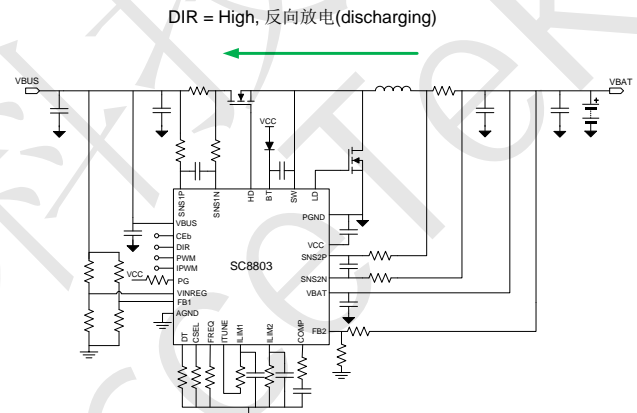 DIR = High, 反向放电(discharging)
VBUS
VBAT
VCC
SNS1P
SNS1N
HD
BT
SW
LD
VBUS
CEb
DIR
PWM
IPWM
VCC
PG
VINREG
FB1
AGND
SC8803
PGND
VCC
SNS2P
SNS2N
VBAT
FB2
DT
CSEL
FREQ
ITUNE
ILIM1
ILIM2
COMP